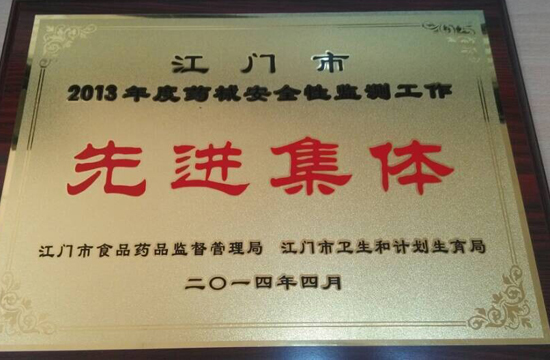 江门市
2013年度药械安全性监测工作
先进集体
江门市食品药品监督管理局 江门市卫生和计划生育局
二〇一四年四月